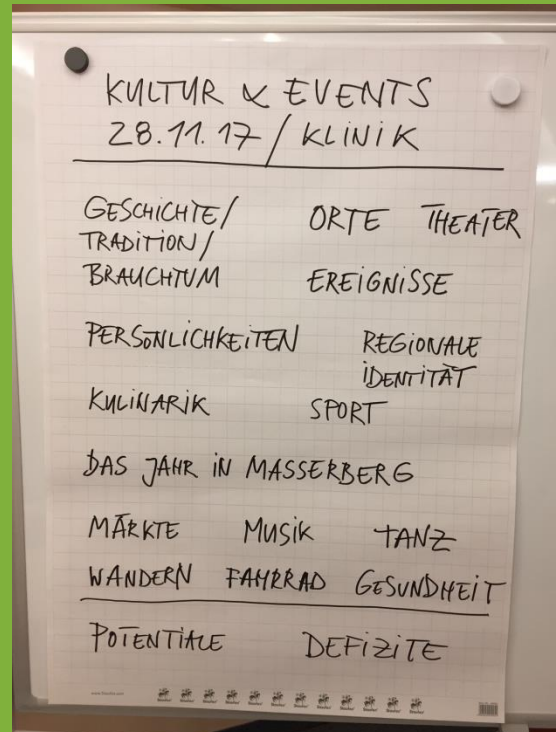 KULTUR & EVENTS
28.11.17 / KLINIK
GESCHICHTE/
TRADITION/
BRAUCHTUM
ORTE THEATER
EREIGNISSE
PERSÖNLICHKEITEN
REGIONALE
IDENTITÄT
KULINARIK SPORT
DAS JAHR IN MASSERBERG
MÄRKTE MUSIK TANZ
WANDERN FAHRRAD GESUNDHEIT
POTENTIALE DEFIZITE